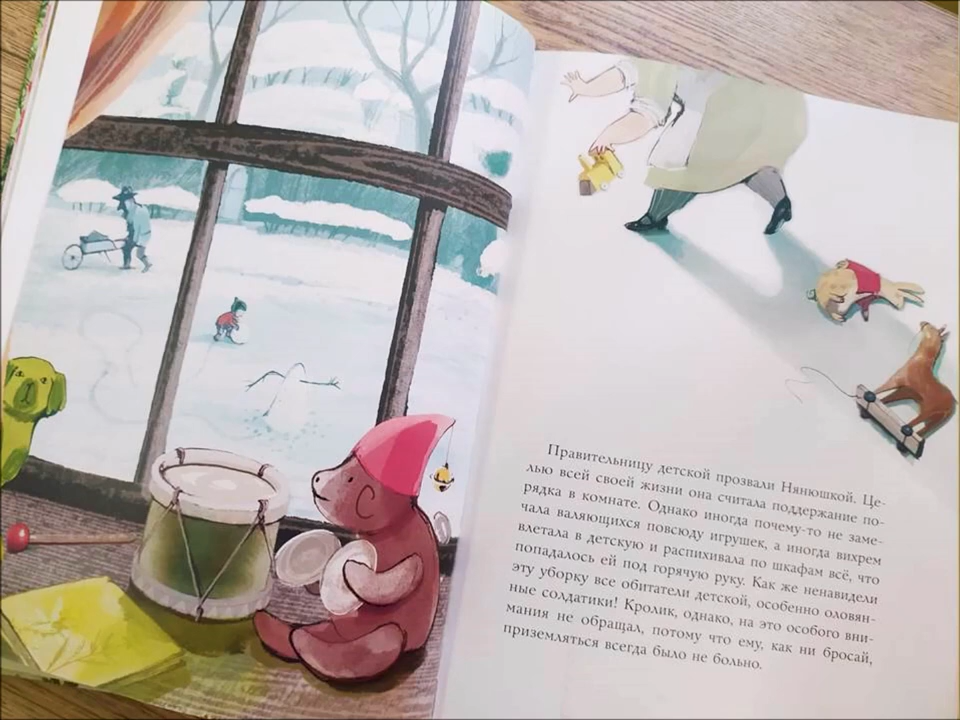 Правительницу детской прозвали Нянюшкой. Це-
лью всей своей жизни она считала поддержание по-
рядка в комнате. Однако иногда почему-то не заме-
чала валяющихся повсюду игрушек, а иногда вихрем
влетала в детскую и распихивала по шкафам всё, что
попадалось ей под горячую руку. Как же ненавидели
эту уборку все обитатели детской, особенно оловян-
ные солдатики! Кролик, однако, на это особого вни-
мания не обращал, потому что ему, как ни бросай,
приземляться всегда было не больно.